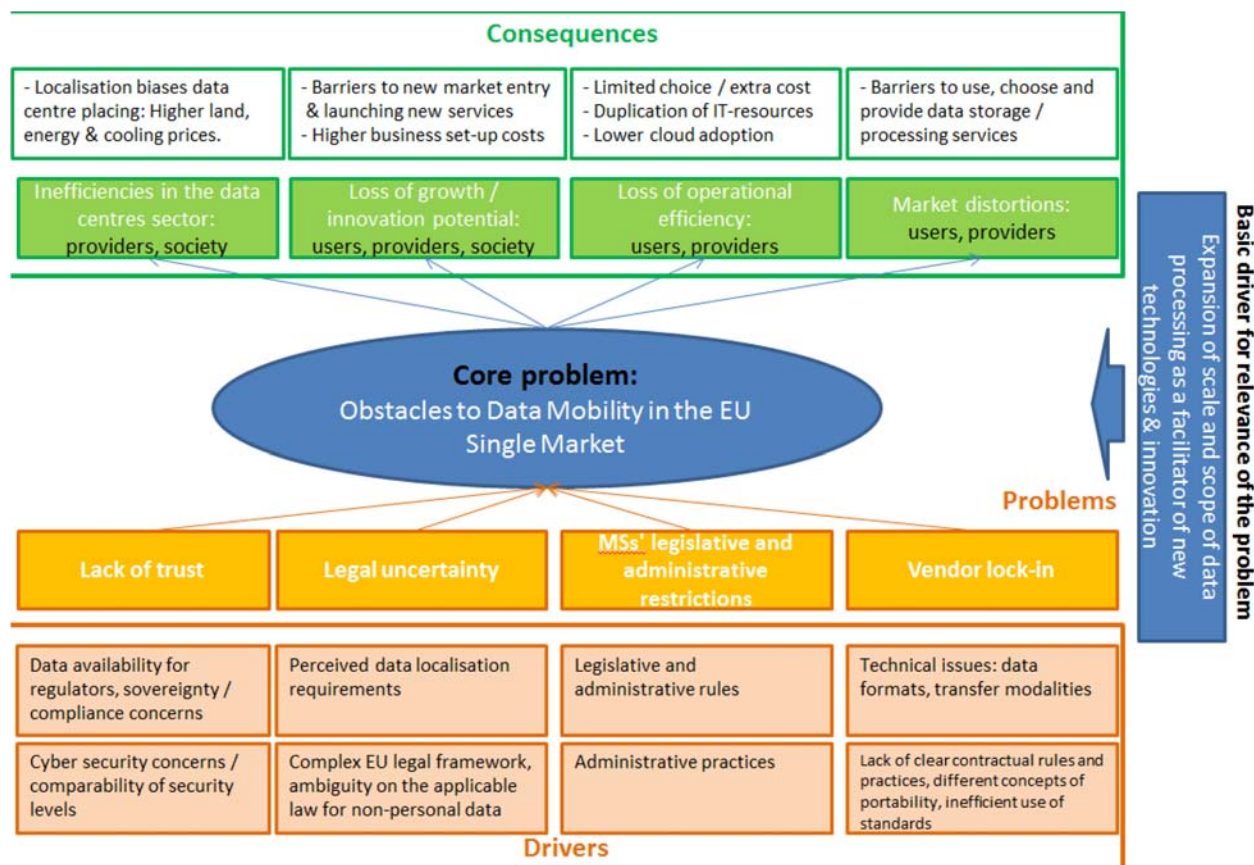 Consequences
- Localisation biases data
centre placing: Higher land,
energy & cooling prices.
- Barriers to new market entry
& launching new services
- Higher business set-up costs
- Limited choice / extra cost
- Duplication of IT-resources
- Lower cloud adoption
- Barriers to use, choose and
provide data storage /
processing services
Inefficiencies in the data
centres sector:
providers, society
Loss of growth /
innovation potential:
users, providers, society
Loss of operational
efficiency:
users, providers
Market distortions:
users, providers
Core problem:
Obstacles to Data Mobility in the EU
Single Market
Basic driver for relevance of the problem
Expansion of scale and scope of data
processing as a facilitator of new
technologies & innovation
Problems
Lack of trust
Legal uncertainty
MSs' legislative and
administrative
restrictions
Vendor lock-in
Data availability for
regulators, sovereignty /
compliance concerns
Perceived data localisation
requirements
Legislative and
administrative rules
Technical issues: data
formats, transfer modalities
Cyber security concerns /
comparability of security
levels
Complex EU legal framework,
ambiguity on the applicable
law for non-personal data
Administrative practices
Lack of clear contractual rules and
practices, different concepts of
portability, inefficient use of
standards
Drivers